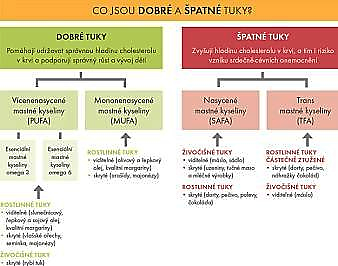 CO JSOU DOBRÉ A ŠPATNÉ TUKY?
DOBRÉ TUKY
Pomáhají udržovat správnou hladinu cholesterolu
v krvi a podporují správný růst a vývoj dětí
Vícenenasycené
mastné kyseliny
(PUFA)
Mononenasycené
mastné kyseliny
(MUFA)
Esenciální
mastné
kyseliny
omega 3
Esenciální
mastné
kyseliny
omega 6
ROSTLINNÉ TUKY
• viditelné (slunečnicový,
řepkový a sojový olej,
kvalitní margaríny)
• skryté (vlašské ořechy,
semínka, majonézy)
ŽIVOČIŠNÉ TUKY
• skryté (rybí tuk)
ROSTLINNÉ TUKY
• viditelné (olivový a řepkový
olej, kvalitní margaríny)
• skryté (arašídy, majonézy)
ŠPATNÉ TUKY
Zvyšují hladinu cholesterolu v krvi, a tím i riziko
vzniku srdečně-cévních onemocnění
Nasycené
mastné kyseliny
(SAFA)
Trans
mastné kyseliny
(TFA)
ŽIVOČIŠNÉ TUKY
• viditelné (máslo, sádlo)
• skryté (uzeniny, tučné maso
a mléčné výrobky)
ROSTLINNÉ TUKY
• skryté (dorty, pečivo, polevy,
čokoláda)
ROSTLINNÉ TUKY
ČÁSTEČNĚ ZTUŽENÉ
• skryté (dorty, pečivo,
náhražky čokolád)
ŽIVOČIŠNÉ TUKY
• viditelné (máslo)